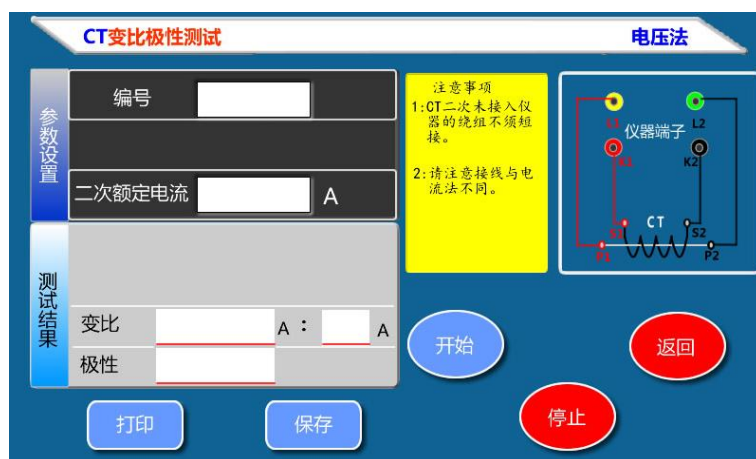 CT变比极性测试
电压法
参数设置
编号
二次额定电流
A
注意事项
1:CT二次未接入仪
器的绕组不须短
接。
2:请注意接线与电
流法不同。
L1
L2
仪器端子
K1
K2
CT
S1
S2
P1
P2
测试结果
变比
A :
A
极性
开始
返回
停止
打印
保存